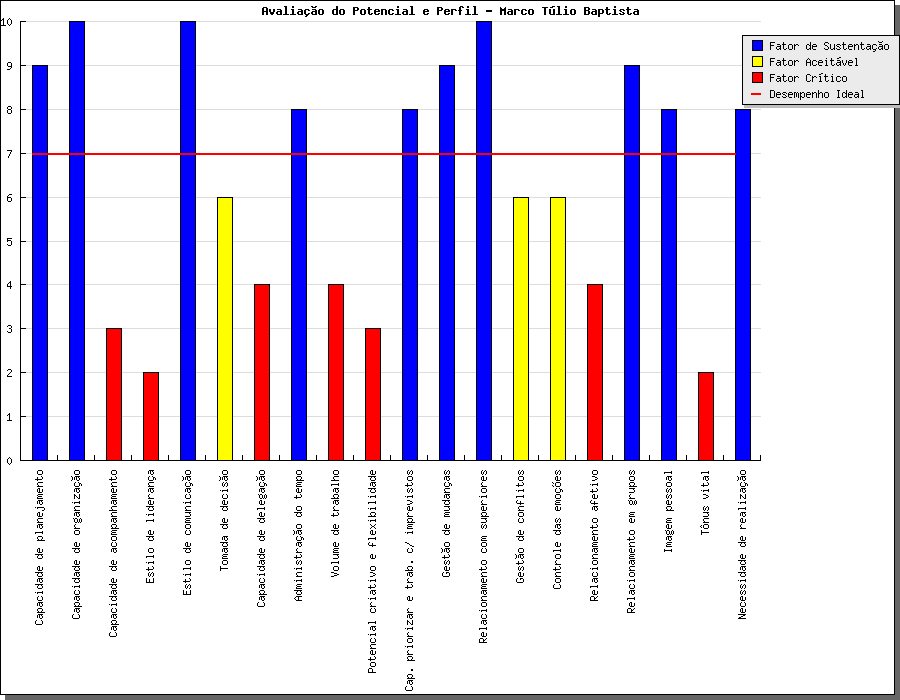 Avaliação do Potencial e Perfil - Marco Túlio Baptista
Fator de Sustentação
Fator Aceitável
Fator Crítico
Desempenho Ideal
10
9
8
7
6
5
4
3
2
1
0
Capacidade de planejamento
Capacidade de organização
Capacidade de acompanhamento
Estilo de liderança
Estilo de comunicação
Tomada de decisão
Capacidade de delegação
Administração do tempo
Volume de trabalho
Potencial criativo e flexibilidade
Cap. priorizar e trab. c/ imprevistos
Gestão de mudanças
Relacionamento com superiores
Gestão de conflitos
Controle das emoções
Relacionamento afetivo
Relacionamento em grupos
Imagem pessoal
Tônus vital
Necessidade de realização